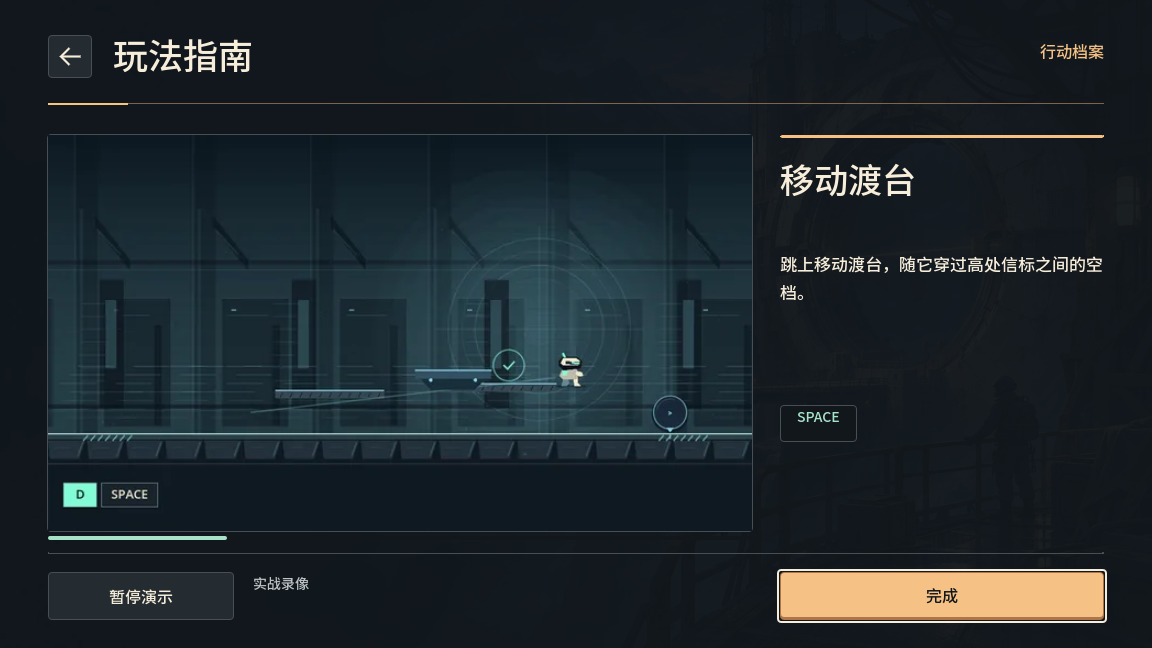 玩法指南
行动档案
移动渡台
跳上移动渡台，随它穿过高处信标之间的空
档。
SPACE
D
SPACE
暂停演示
实战录像
完成